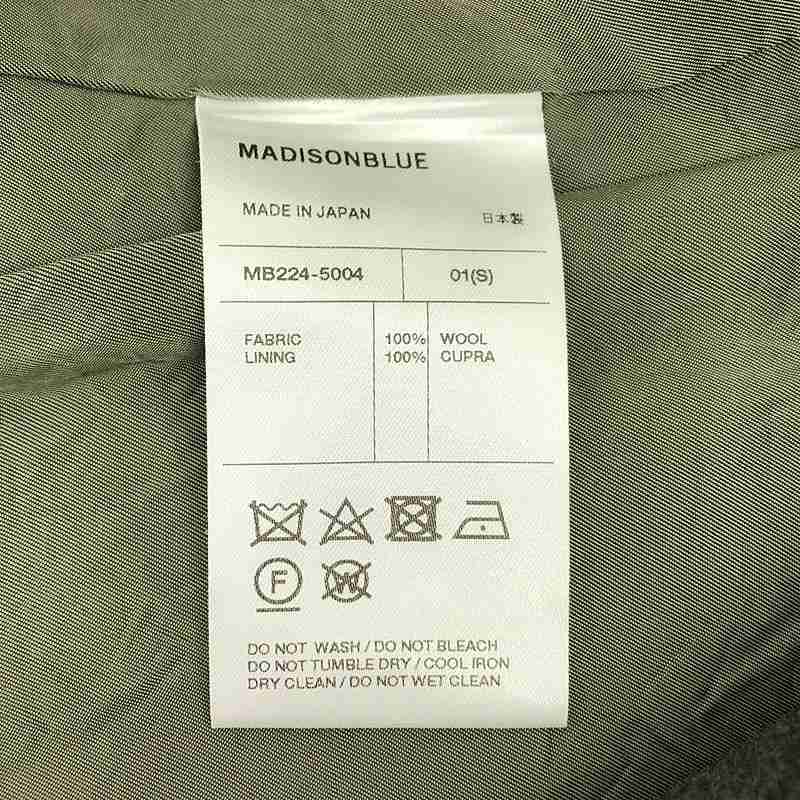 MADISONBLUE
MADE IN JAPAN 日本製
MB224-5004 01(S)
FABRIC 100% WOOL
LINING 100% CUPRA
F W
DO NOT WASH / DO NOT BLEACH
DO NOT TUMBLE DRY / COOL IRON
DRY CLEAN / DO NOT WET CLEAN